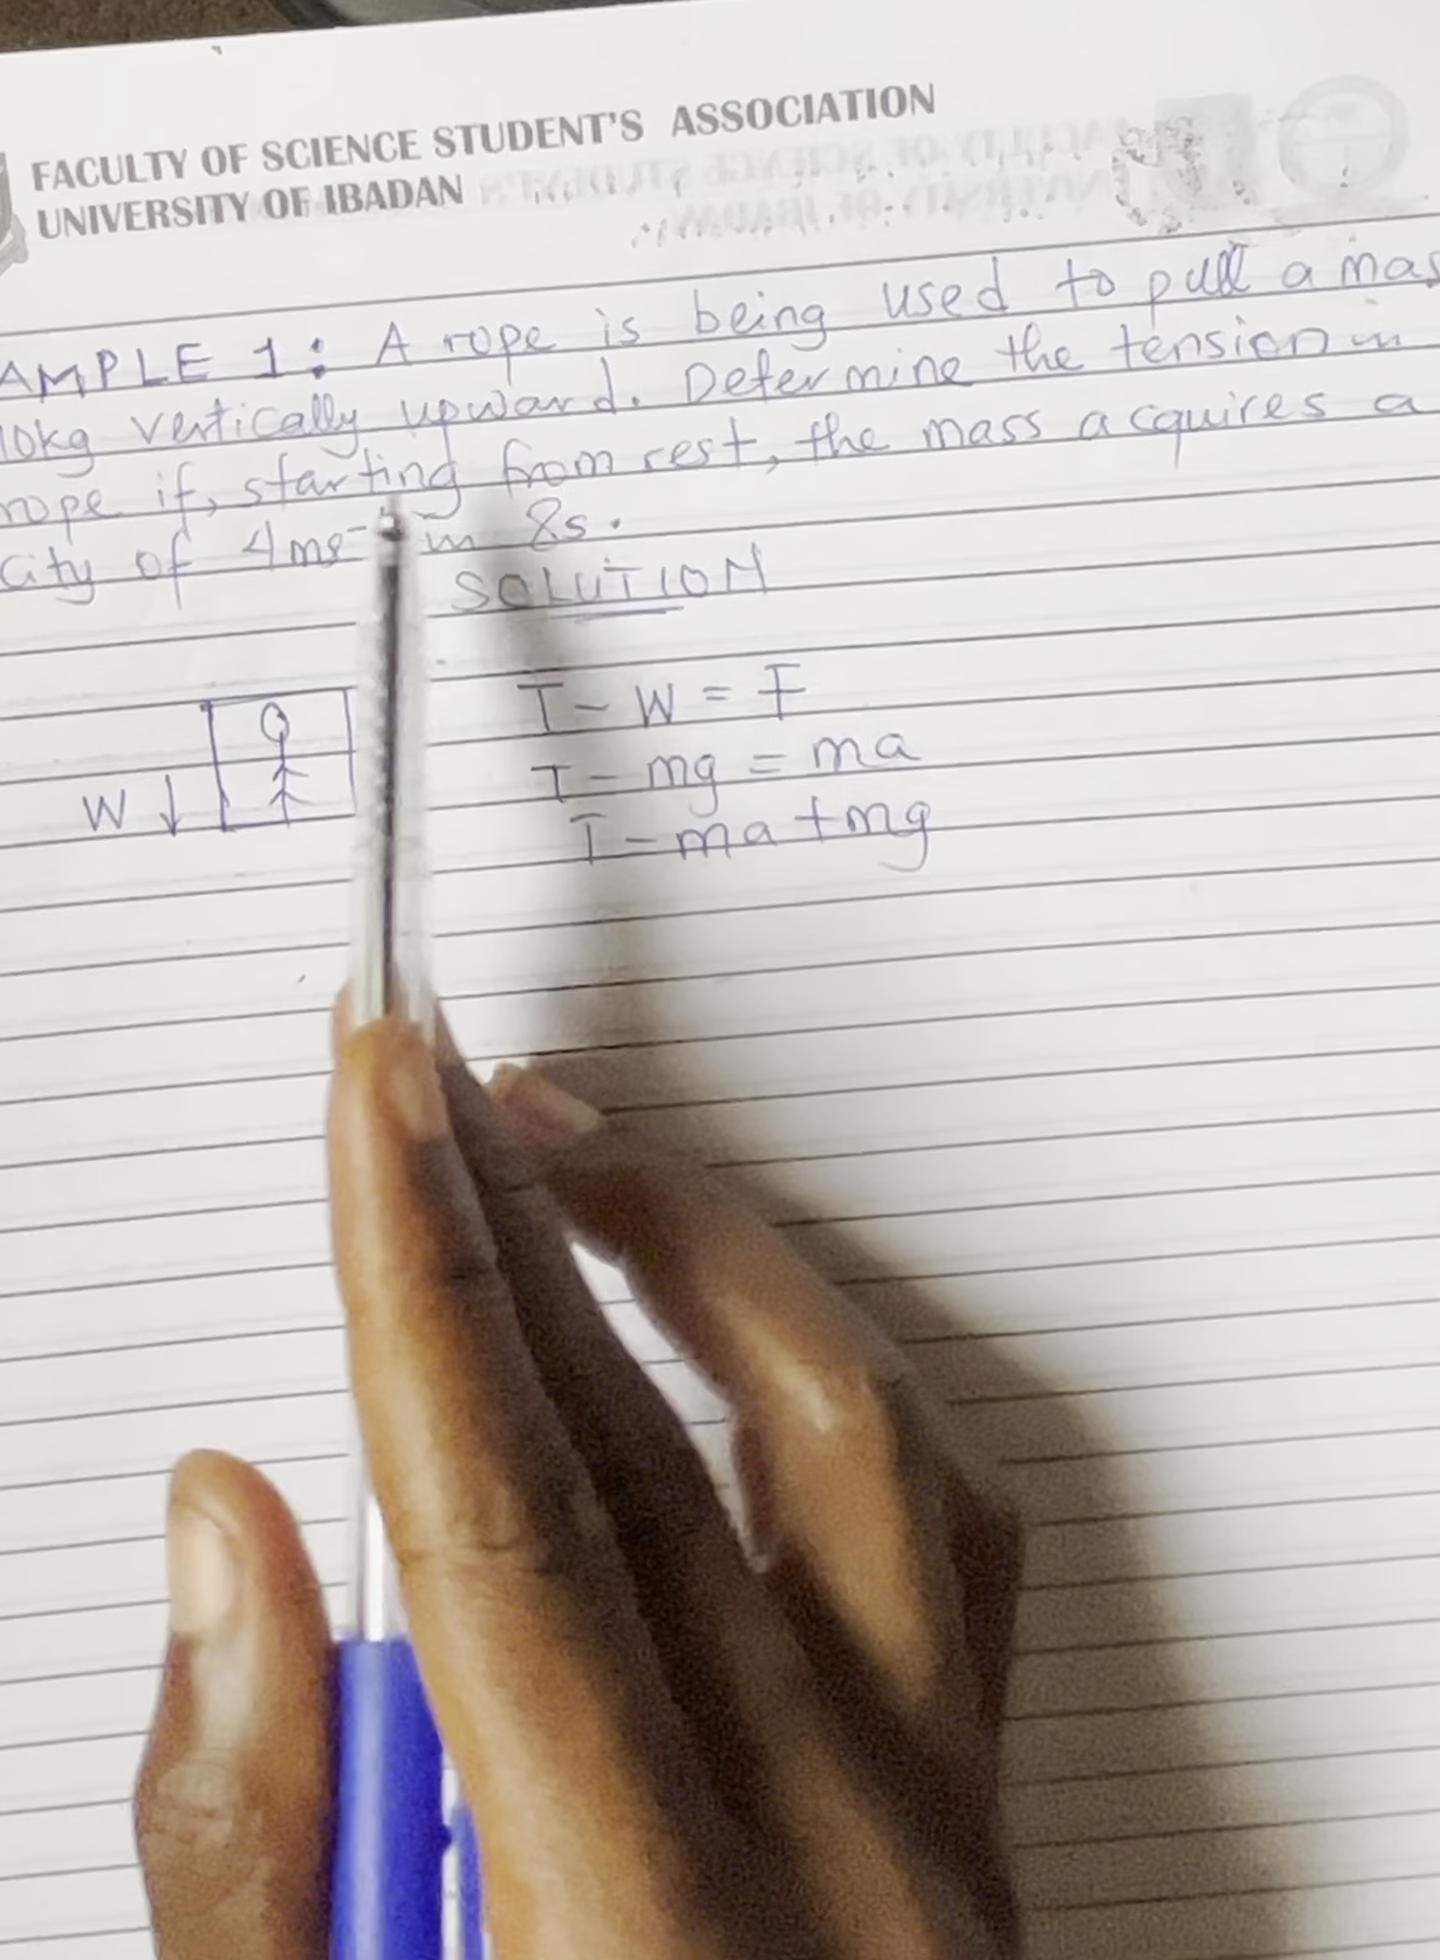 FACULTY OF SCIENCE STUDENT'S ASSOCIATION
UNIVERSITY OF IBADAN
AMPLE 1: A rope is being used to pull a mas
10kg vertically upward. Determine the tension in
rope if, starting from rest, the mass acquires a
city of 4ms⁻ in 8s.
SOLUTION
T - W = F
T - mg = ma
W ↓
T - ma + mg